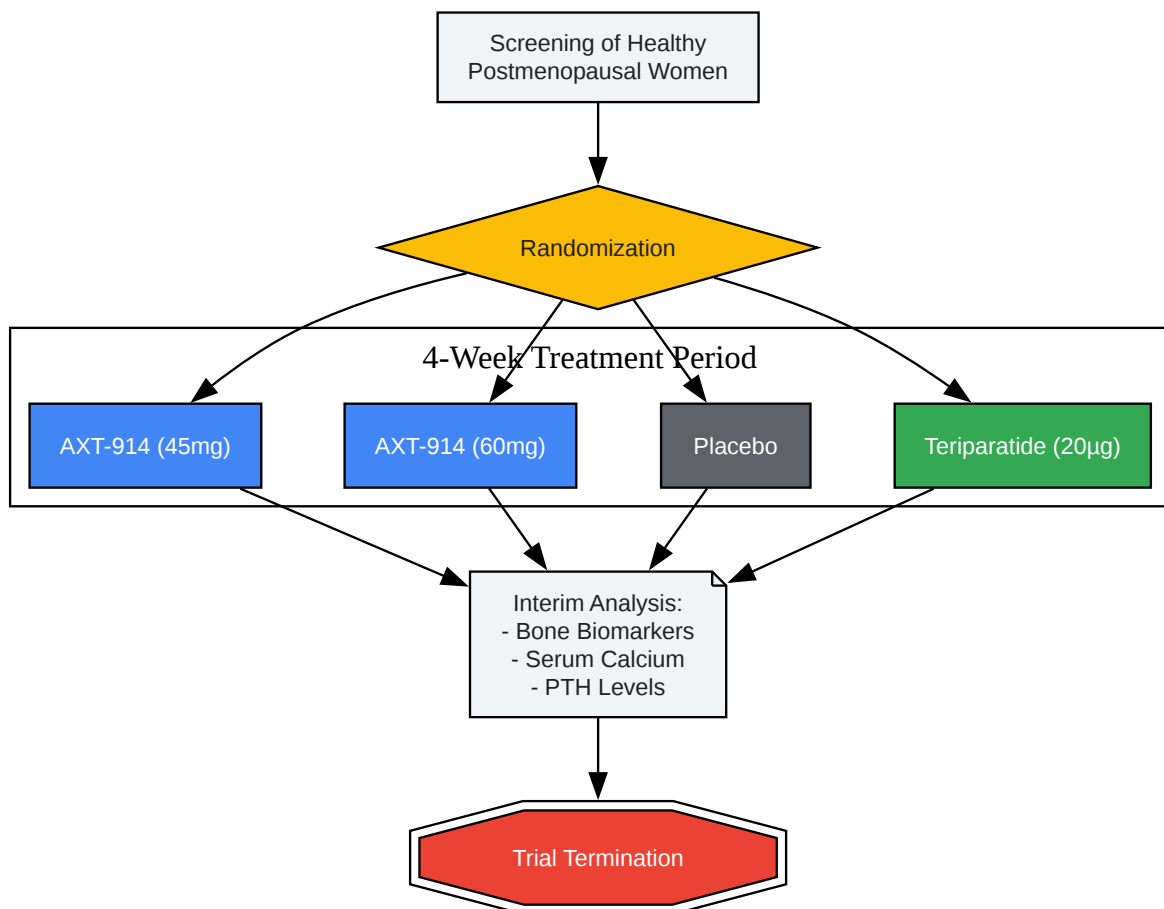 Screening of Healthy
Postmenopausal Women
Randomization
4-Week Treatment Period
AXT-914 (45mg)
AXT-914 (60mg)
Placebo
Teriparatide (20µg)
Interim Analysis:
- Bone Biomarkers
- Serum Calcium
- PTH Levels
Trial Termination